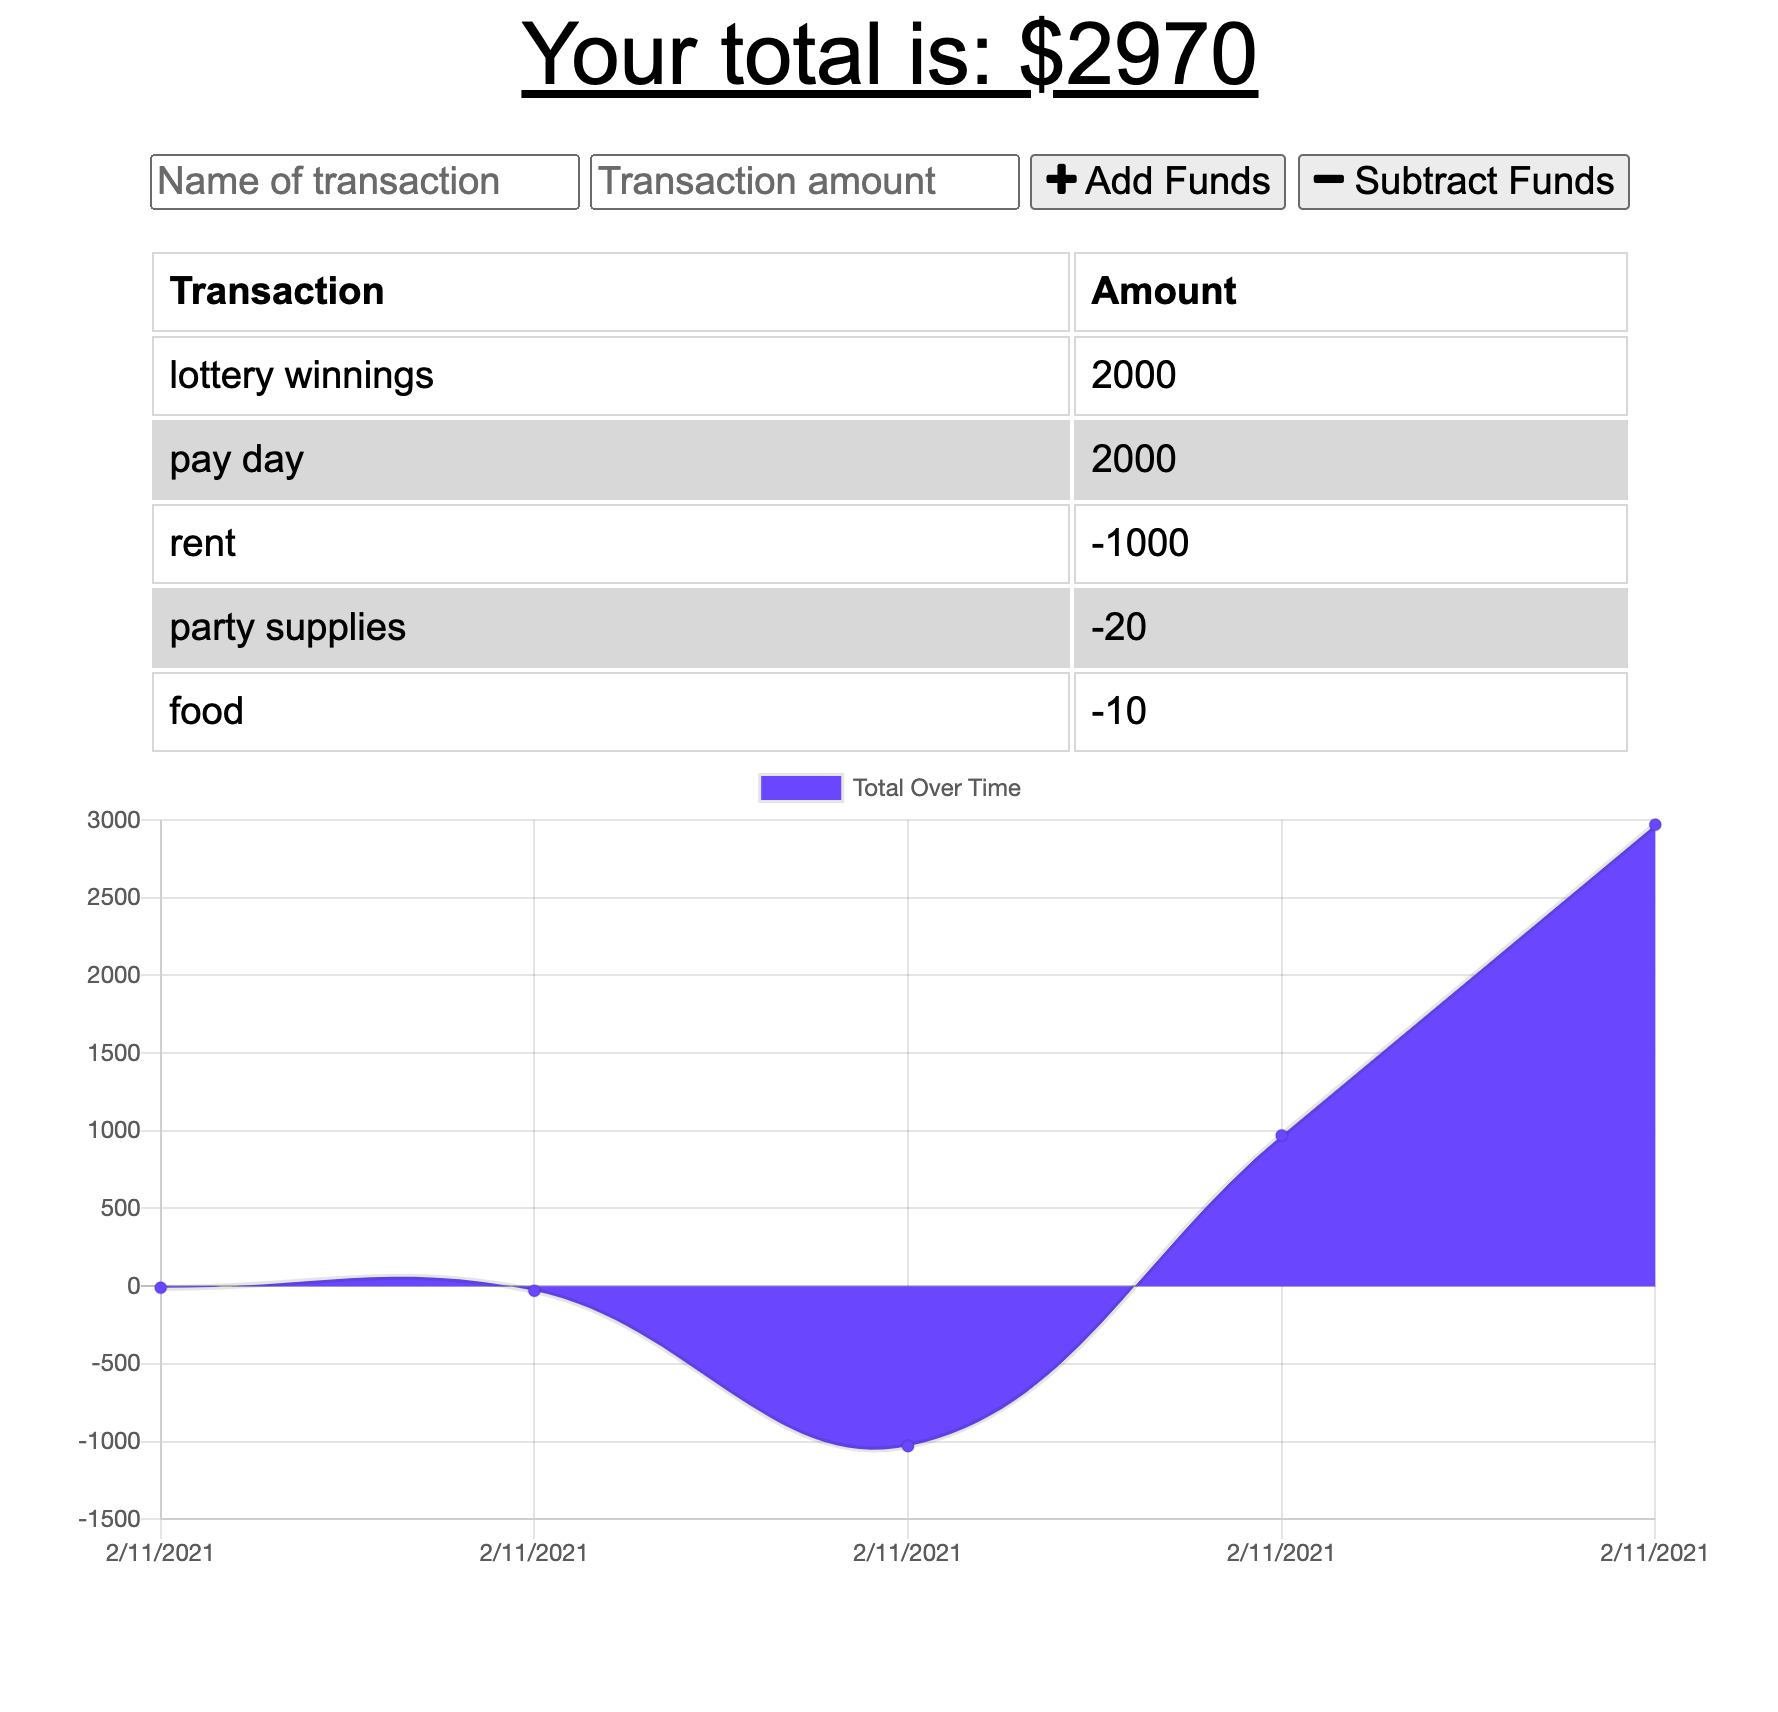 Your total is: $2970
Name of transaction Transaction amount Add Funds Subtract Funds
Transaction Amount
lottery winnings 2000
pay day 2000
rent -1000
party supplies -20
food -10
Total Over Time
3000
2500
2000
1500
1000
500
0
-500
-1000
-1500
2/11/2021 2/11/2021 2/11/2021 2/11/2021 2/11/2021